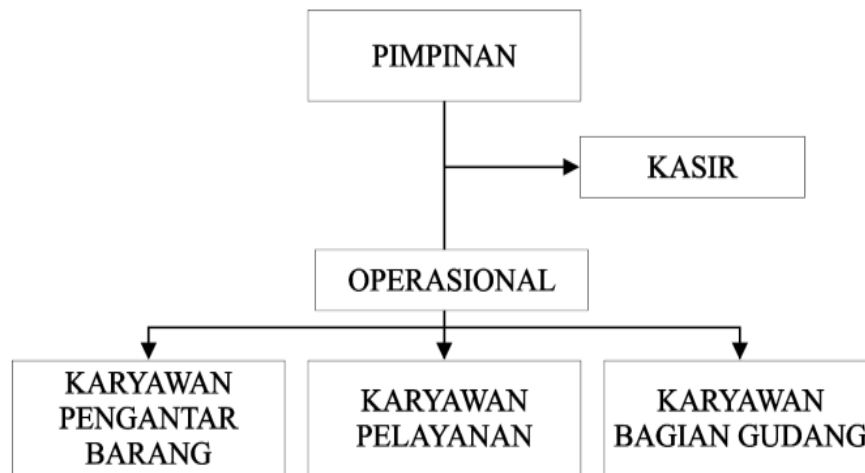 PIMPINAN
KASIR
OPERASIONAL
KARYAWAN
PENGANTAR
BARANG
KARYAWAN
PELAYANAN
KARYAWAN
BAGIAN GUDANG